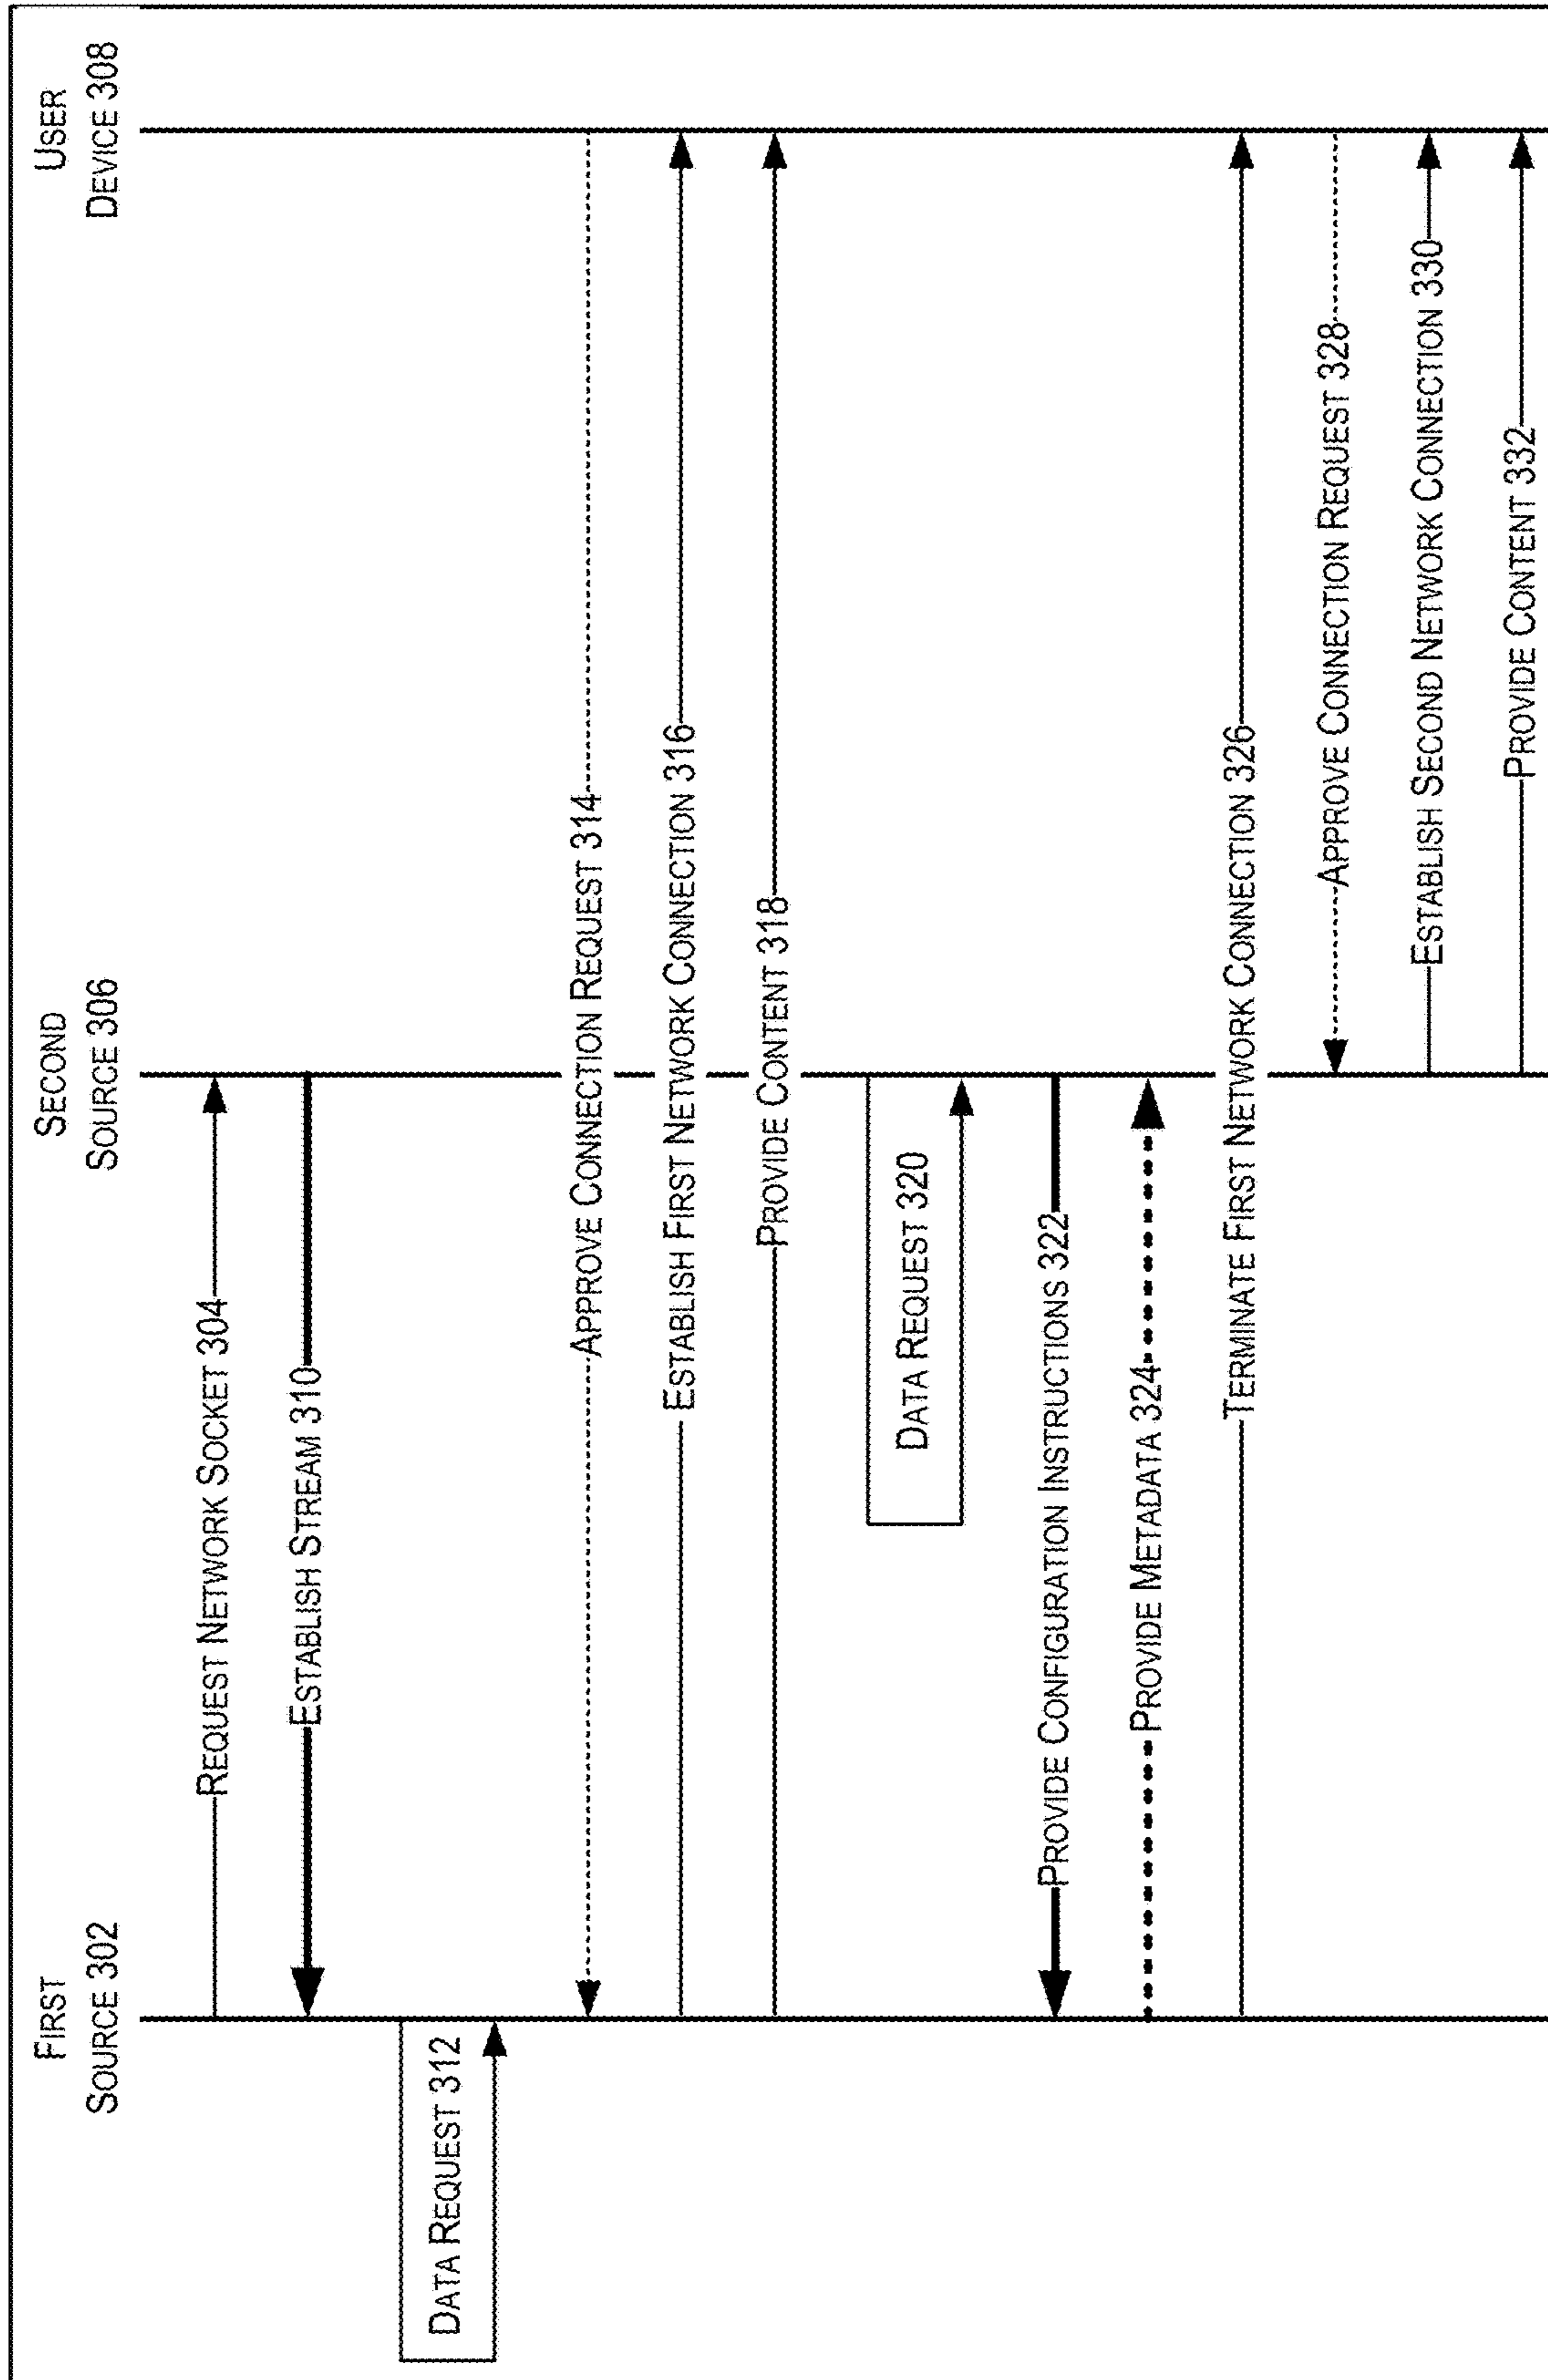 FIRST
SOURCE 302
SECOND
SOURCE 306
USER
DEVICE 308
REQUEST NETWORK SOCKET 304
ESTABLISH STREAM 310
DATA REQUEST 312
APPROVE CONNECTION REQUEST 314
ESTABLISH FIRST NETWORK CONNECTION 316
PROVIDE CONTENT 318
DATA REQUEST 320
PROVIDE CONFIGURATION INSTRUCTIONS 322
PROVIDE METADATA 324
TERMINATE FIRST NETWORK CONNECTION 326
APPROVE CONNECTION REQUEST 328
ESTABLISH SECOND NETWORK CONNECTION 330
PROVIDE CONTENT 332